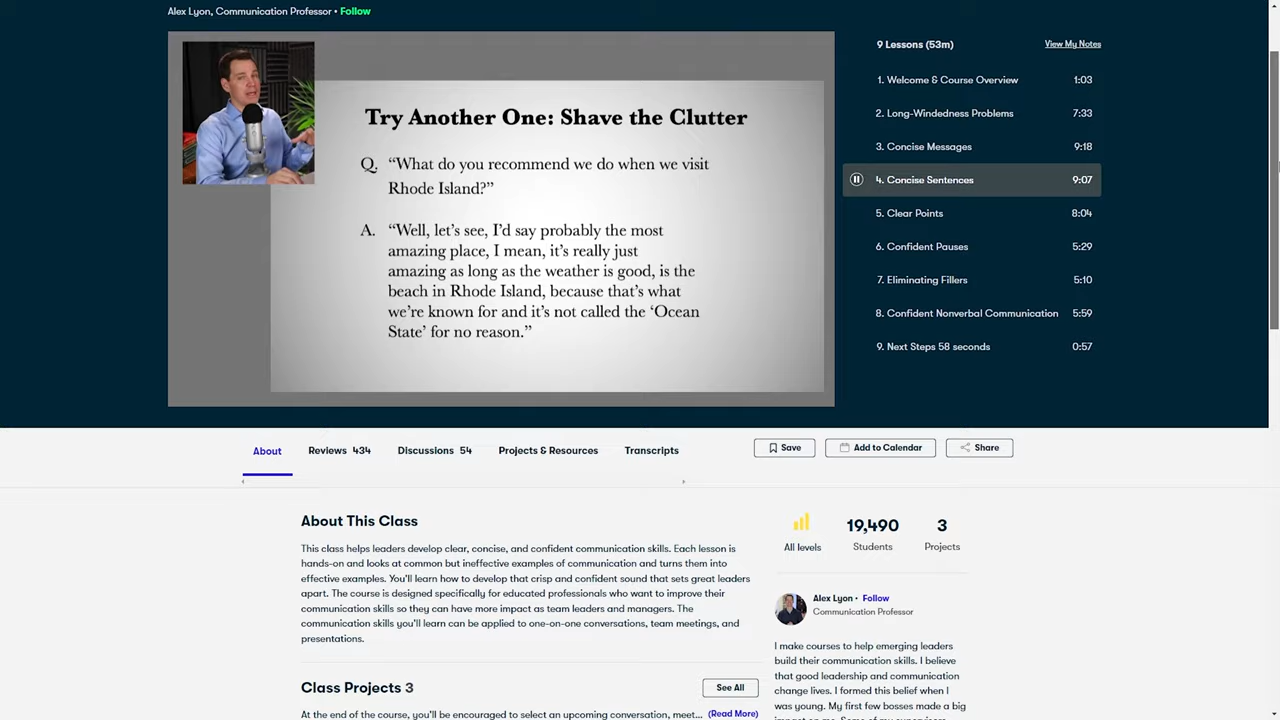 Alex Lyon, Communication Professor • Follow
Try Another One: Shave the Clutter
Q. “What do you recommend we do when we visit
Rhode Island?”
A. “Well, let’s see, I’d say probably the most
amazing place, I mean, it’s really just
amazing as long as the weather is good, is the
beach in Rhode Island, because that’s what
we’re known for and it’s not called the ‘Ocean
State’ for no reason.”
9 Lessons (53m) View My Notes
1. Welcome & Course Overview 1:03
2. Long-Windedness Problems 7:33
3. Concise Messages 9:18
4. Concise Sentences 9:07
5. Clear Points 8:04
6. Confident Pauses 5:29
7. Eliminating Fillers 5:10
8. Confident Nonverbal Communication 5:59
9. Next Steps 58 seconds 0:57
About Reviews 434 Discussions 54 Projects & Resources Transcripts
Save Add to Calendar Share
About This Class
This class helps leaders develop clear, concise, and confident communication skills. Each lesson is
hands-on and looks at common but ineffective examples of communication and turns them into
effective examples. You'll learn how to develop that crisp and confident sound that sets great leaders
apart. The course is designed specifically for educated professionals who want to improve their
communication skills so they can have more impact as team leaders and managers. The
communication skills you'll learn can be applied to one-on-one conversations, team meetings, and
presentations.
Class Projects 3 See All
At the end of the course, you'll be encouraged to select an upcoming conversation, meet... (Read More)
19,490 3
All levels Students Projects
Alex Lyon • Follow
Communication Professor
I make courses to help emerging leaders
build their communication skills. I believe
that good leadership and communication
change lives. I formed this belief when I
was young. My first few bosses made a big